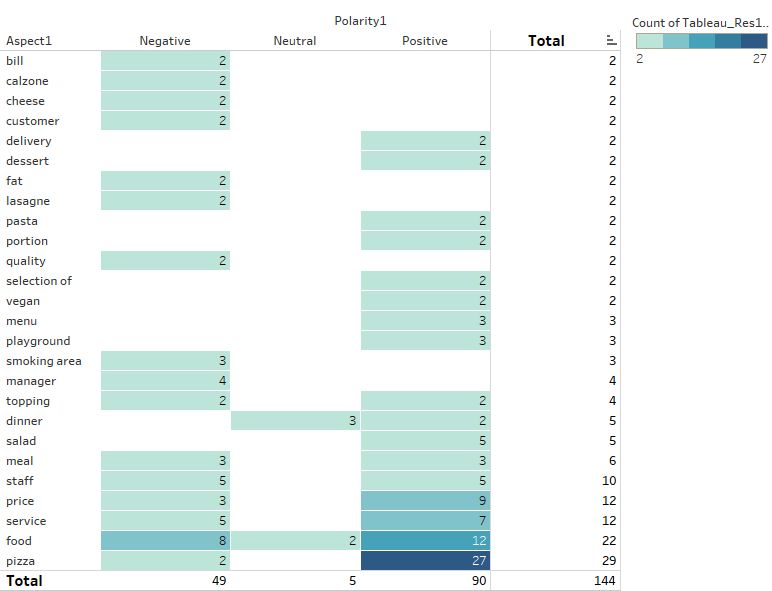 Polarity1
Count of Tableau_Res1..
Aspect1 Negative Neutral Positive Total
2 27
bill 2 2
calzone 2 2
cheese 2 2
customer 2 2
delivery 2 2
dessert 2 2
fat 2 2
lasagne 2 2
pasta 2 2
portion 2 2
quality 2 2
selection of 2 2
vegan 2 2
menu 3 3
playground 3 3
smoking area 3 3
manager 4 4
topping 2 2 4
dinner 3 2 5
salad 5 5
meal 3 3 6
staff 5 5 10
price 3 9 12
service 5 7 12
food 8 2 12 22
pizza 2 27 29
Total 49 5 90 144